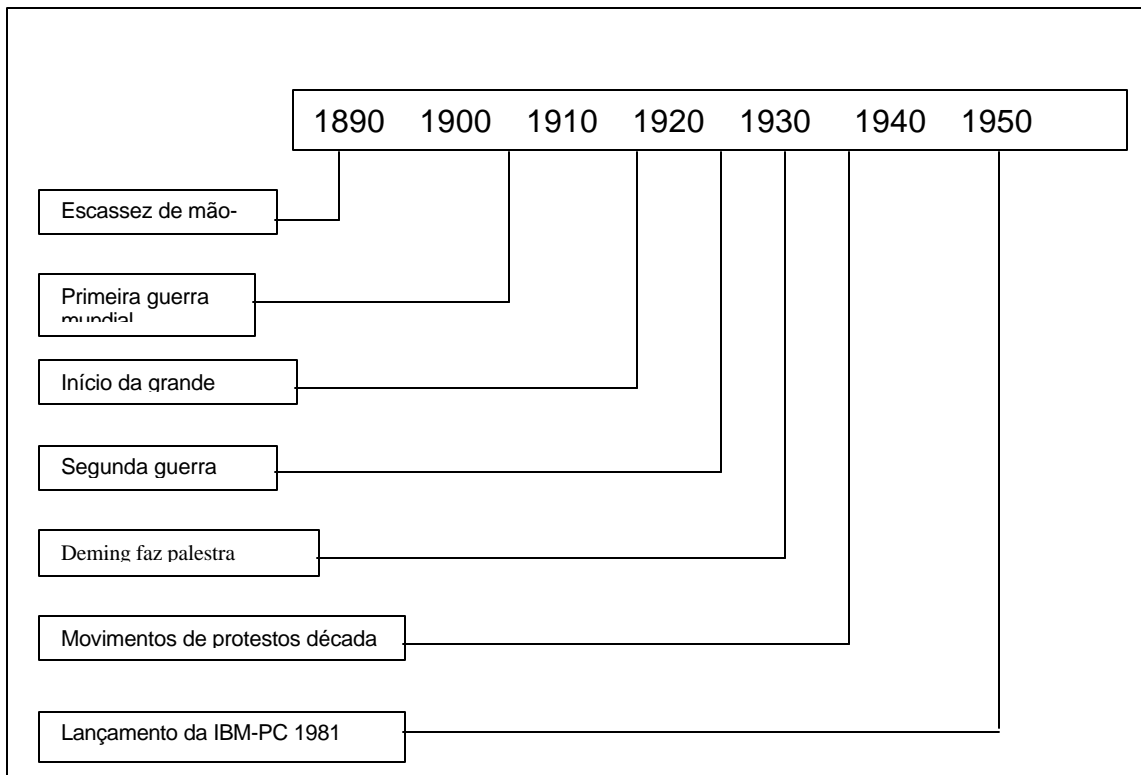 1890 1900 1910 1920 1930 1940 1950
Escassez de mão-
Primeira guerra
mundial
Início da grande
Segunda guerra
Deming faz palestra
Movimentos de protestos década
Lançamento da IBM-PC 1981